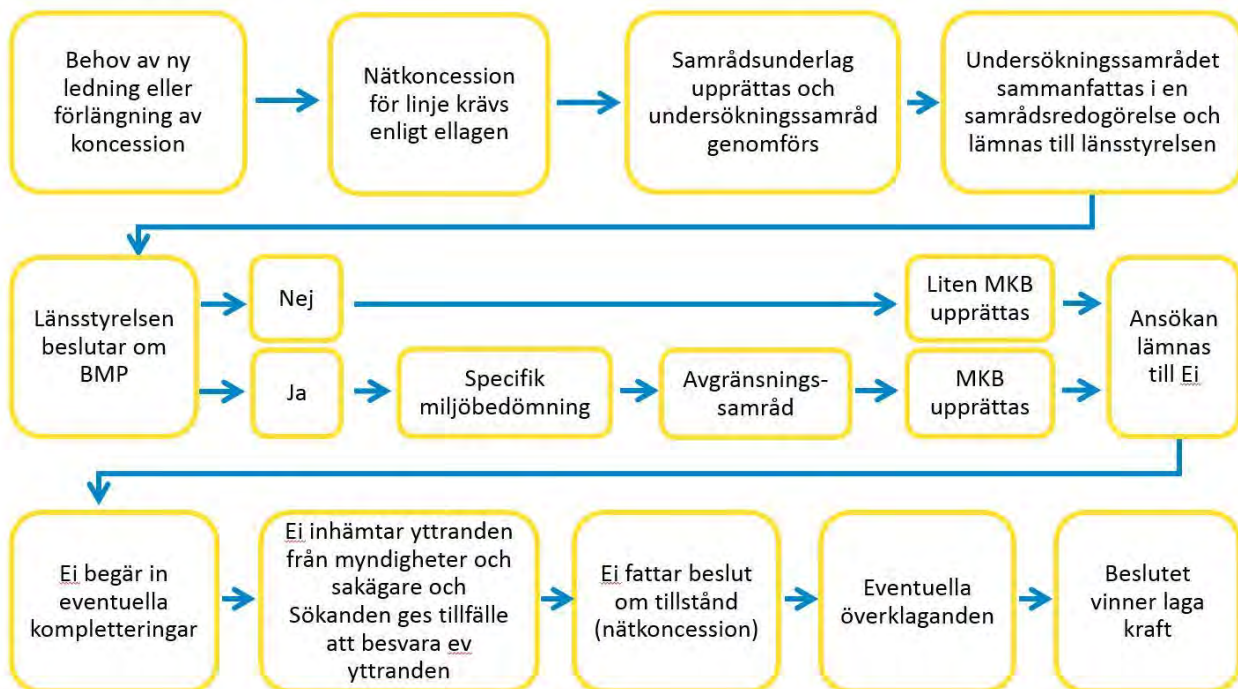 Behov av ny
ledning eller
förlängning av
koncession
Nätkoncession
för linje krävs
enligt ellagen
Samrådsunderlag
upprättas och
undersökningssamråd
genomförs
Undersökningssamrådet
sammanfattas i en
samrådsredogörelse och
lämnas till länsstyrelsen
Länsstyrelsen
beslutar om
BMP
Nej
Liten MKB
upprättas
Ja
Specifik
miljöbedömning
Avgränsnings-
samråd
MKB
upprättas
Ansökan
lämnas
till Ei
Ei begär in
eventuella
kompletteringar
Ei inhämtar yttranden
från myndigheter och
sakägare och
Sökanden ges tillfälle
att besvara ev
yttranden
Ei fattar beslut
om tillstånd
(nätkoncession)
Eventuella
överklaganden
Beslutet
vinner laga
kraft